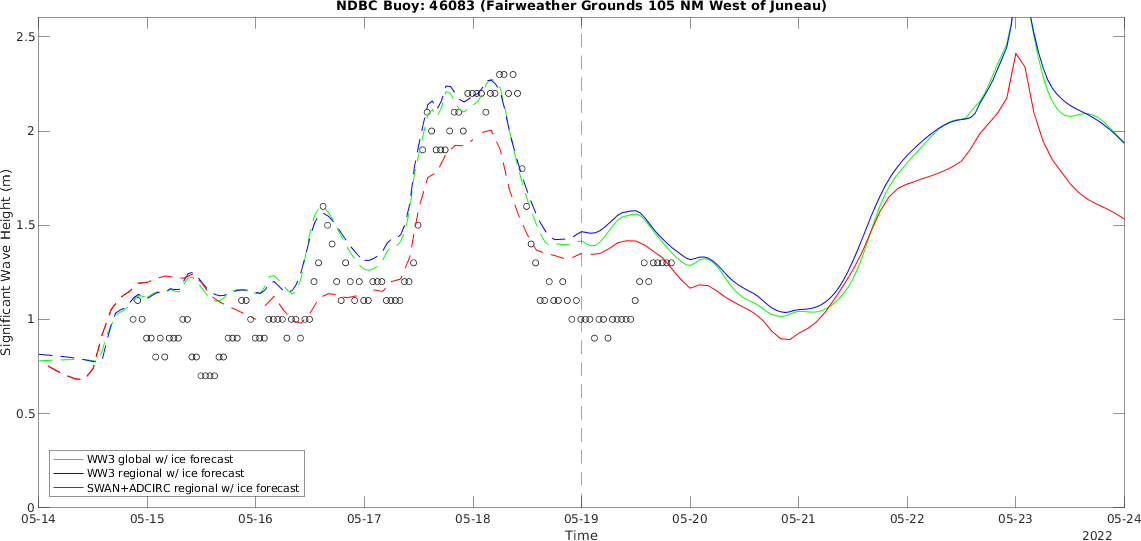 NDBC Buoy: 46083 (Fairweather Grounds 105 NM West of Juneau)
Significant Wave Height (m)
2.5
2
1.5
1
0.5
0
WW3 global w/ ice forecast
WW3 regional w/ ice forecast
SWAN+ADCIRC regional w/ ice forecast
05-14 05-15 05-16 05-17 05-18 05-19 05-20 05-21 05-22 05-23 05-24
Time 2022